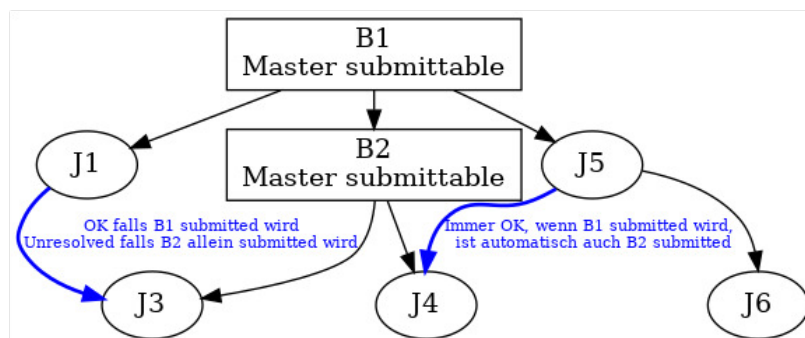 B1
Master submittable
J1
B2
Master submittable
J5
OK falls B1 submitted wird
Unresolved falls B2 allein submitted wird
Immer OK, wenn B1 submitted wird,
ist automatisch auch B2 submitted
J3
J4
J6